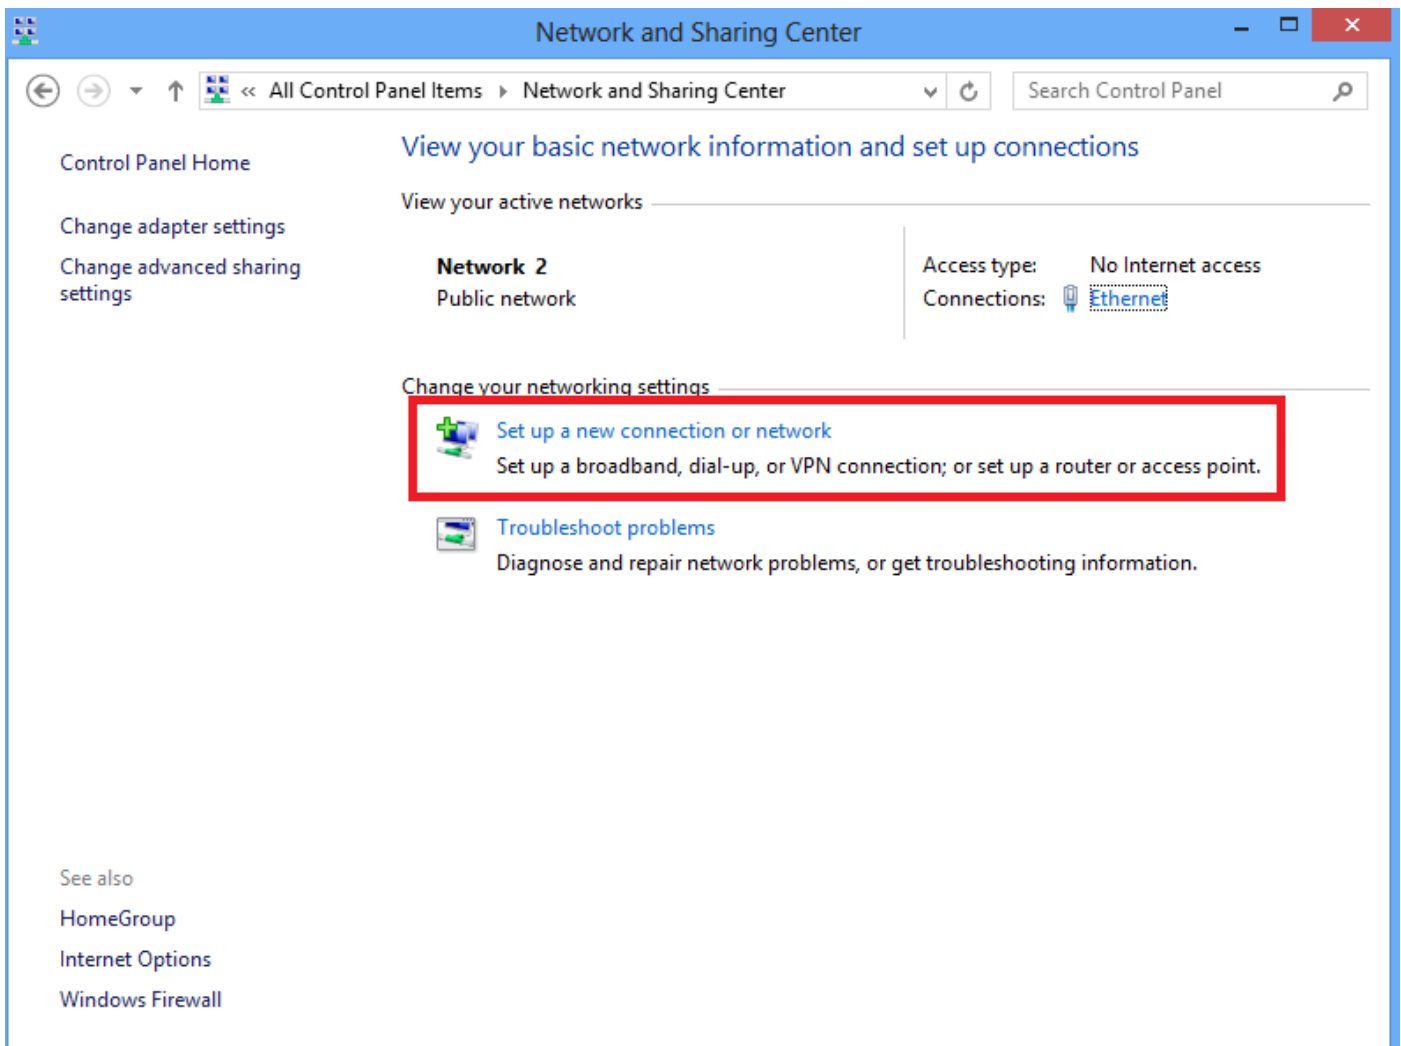 Network and Sharing Center
« All Control Panel Items Network and Sharing Center
Search Control Panel
Control Panel Home
Change adapter settings
Change advanced sharing
settings
View your basic network information and set up connections
View your active networks
Network 2
Public network
Access type: No Internet access
Connections: Ethernet
Change your networking settings
Set up a new connection or network
Set up a broadband, dial-up, or VPN connection; or set up a router or access point.
Troubleshoot problems
Diagnose and repair network problems, or get troubleshooting information.
See also
HomeGroup
Internet Options
Windows Firewall